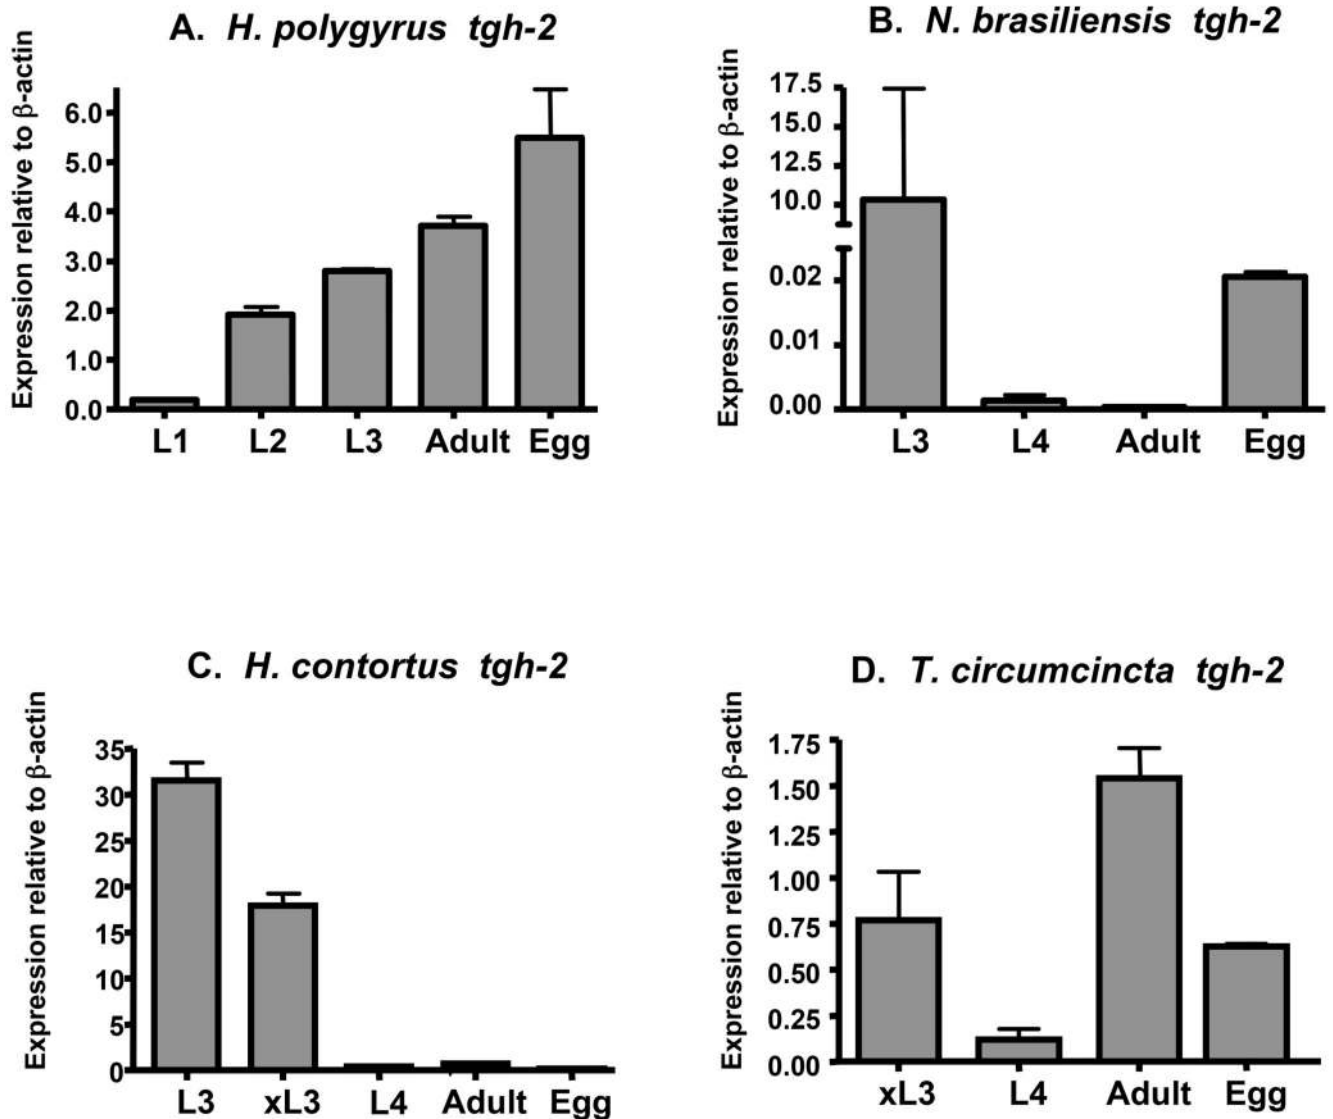 A. H. polygyrus tgh-2
Expression relative to β-actin
6.0
5.0
4.0
3.0
2.0
1.0
0.0
L1 L2 L3 Adult Egg
B. N. brasiliensis tgh-2
Expression relative to β-actin
17.5
15.0
12.5
10.0
0.02
0.01
0.00
L3 L4 Adult Egg
C. H. contortus tgh-2
Expression relative to β-actin
35
30
25
20
15
10
5
0
L3 xL3 L4 Adult Egg
D. T. circumcincta tgh-2
Expression relative to β-actin
1.75
1.50
1.25
1.00
0.75
0.50
0.25
0.00
xL3 L4 Adult Egg